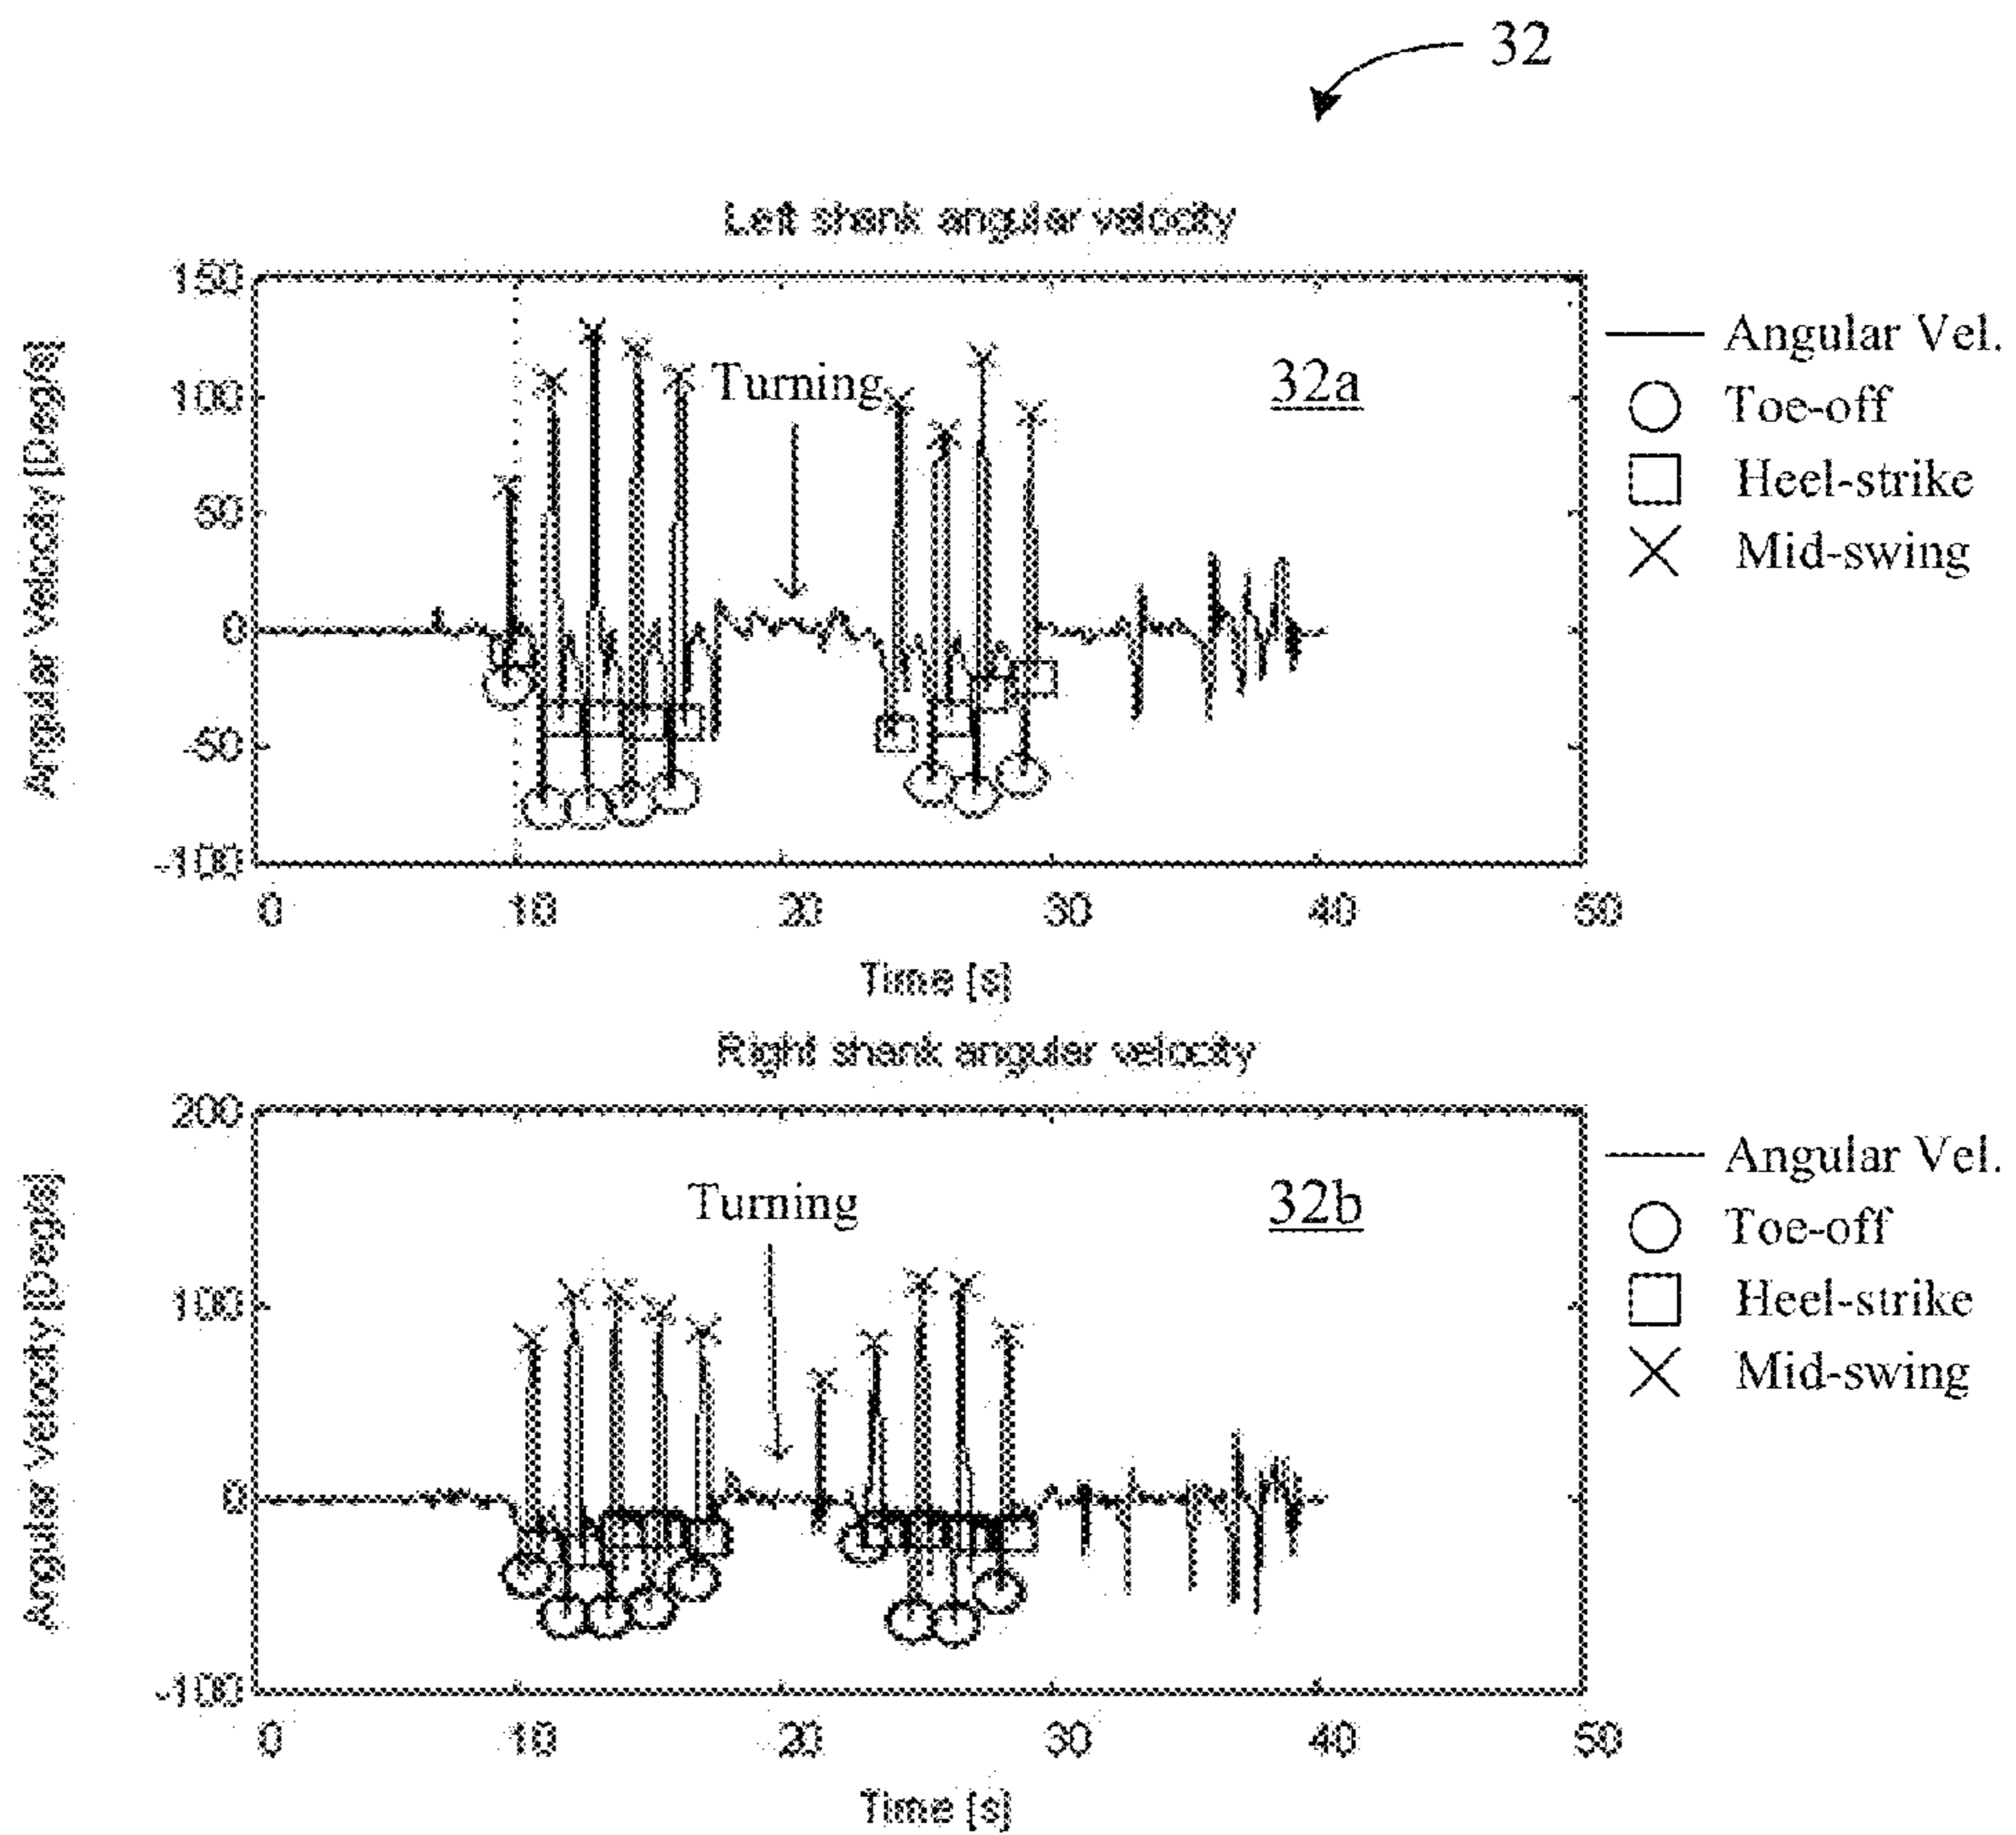 32
Left shank angular velocity
150
100
50
0
-50
-100
Angular Velocity [Deg/s]
Turning
32a
Angular Vel.
Toe-off
Heel-strike
Mid-swing
0 10 20 30 40 50
Time [s]
Right shank angular velocity
200
100
0
-100
Angular Velocity [Deg/s]
Turning
32b
Angular Vel.
Toe-off
Heel-strike
Mid-swing
0 10 20 30 40 50
Time [s]